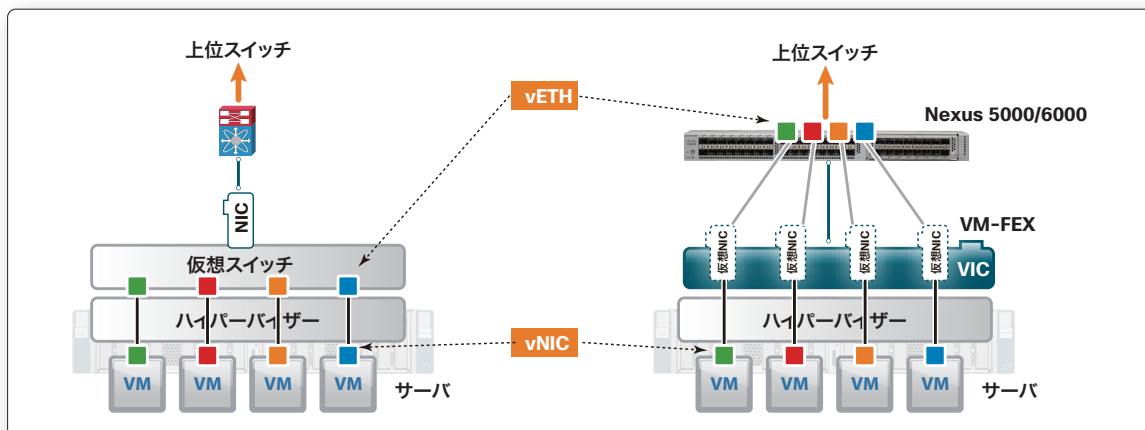 上位スイッチ
NIC
仮想スイッチ
ハイパーバイザー
VM
VM
VM
VM
サーバ
vETH
vNIC
上位スイッチ
Nexus 5000/6000
VM-FEX
仮想NIC
仮想NIC
仮想NIC
仮想NIC
VIC
ハイパーバイザー
VM
VM
VM
VM
サーバ